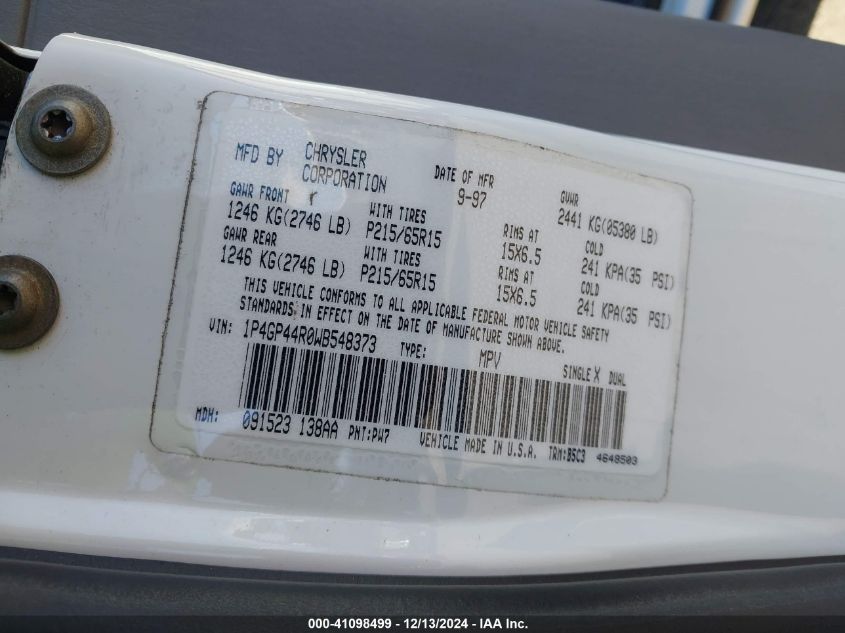 MFD BY CHRYSLER CORPORATION DATE OF MFR 9-97 GVWR 2441 KG(05380 LB)
GAWR FRONT WITH TIRES RIMS AT COLD
1246 KG(2746 LB) P215/65R15 15X6.5 241 KPA(35 PSI)
GAWR REAR WITH TIRES RIMS AT COLD
1246 KG(2746 LB) P215/65R15 15X6.5 241 KPA(35 PSI)
THIS VEHICLE CONFORMS TO ALL APPLICABLE FEDERAL MOTOR VEHICLE SAFETY
STANDARDS IN EFFECT ON THE DATE OF MANUFACTURE SHOWN ABOVE.
VIN: 1P4GP44R0WB548373 TYPE: MPV SINGLE X DUAL
MDH: 091523 138AA PNT:PW7 VEHICLE MADE IN U.S.A. TRM:B5C3 4648503
000-41098499 - 12/13/2024 - IAA Inc.